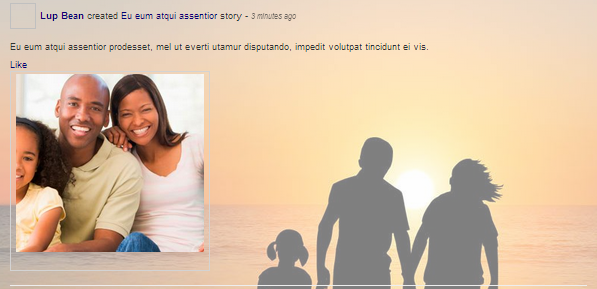 Lup Bean created Eu eum atqui assentior story - 3 minutes ago
Eu eum atqui assentior prodesset, mel ut everti utamur disputando, impedit volutpat tincidunt ei vis.
Like